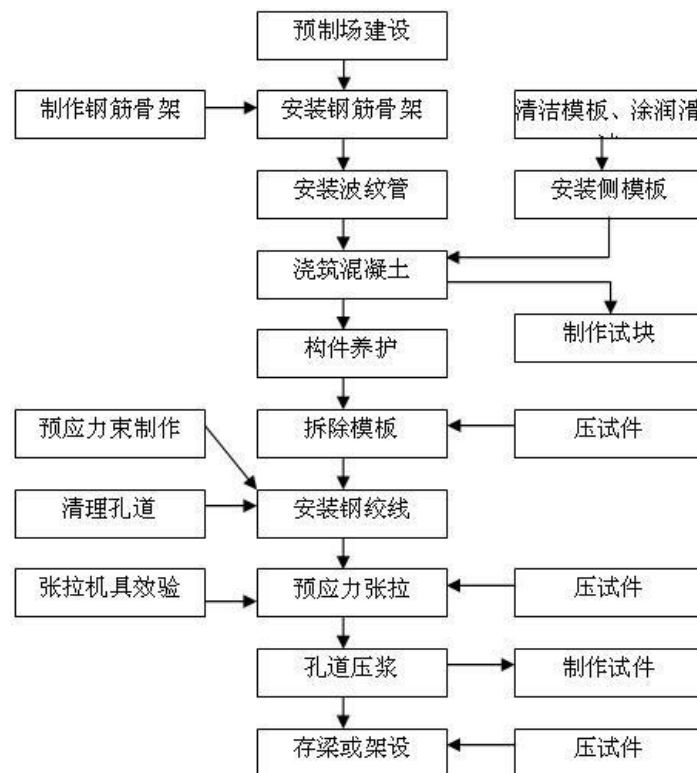 预制场建设
制作钢筋骨架
安装钢筋骨架
清洁模板、涂润滑
安装波纹管
安装侧模板
浇筑混凝土
制作试块
构件养护
预应力束制作
拆除模板
压试件
清理孔道
安装钢绞线
张拉机具效验
预应力张拉
压试件
孔道压浆
制作试件
存梁或架设
压试件